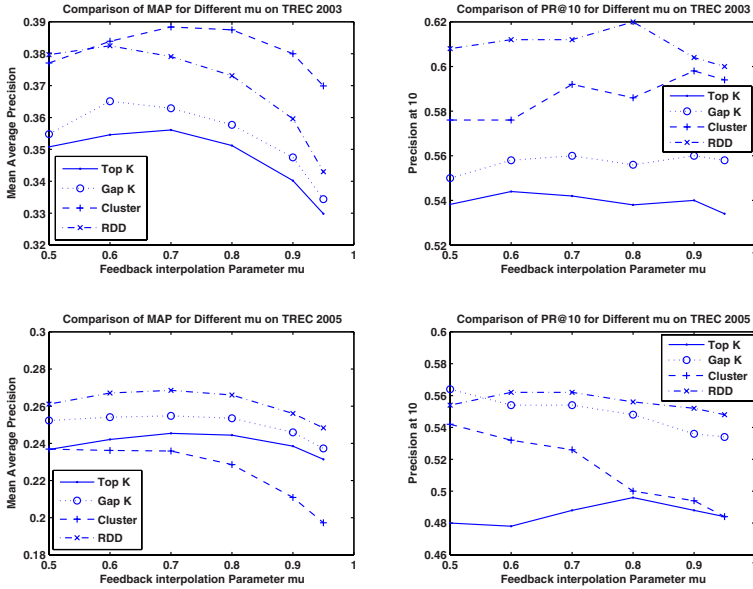 Comparison of MAP for Different mu on TREC 2003
Mean Average Precision
0.39
0.38
0.37
0.36
0.35
0.34
0.33
0.32
Top K
Gap K
Cluster
RDD
0.5 0.6 0.7 0.8 0.9 1
Feedback interpolation Parameter mu
Comparison of PR@10 for Different mu on TREC 2003
Precision at 10
0.62
0.6
0.58
0.56
0.54
0.52
Top K
Gap K
Cluster
RDD
0.5 0.6 0.7 0.8 0.9 1
Feedback interpolation Parameter mu
Comparison of MAP for Different mu on TREC 2005
Mean Average Precision
0.3
0.28
0.26
0.24
0.22
0.2
0.18
Top K
Gap K
Cluster
RDD
0.5 0.6 0.7 0.8 0.9 1
Feedback interpolation Parameter mu
Comparison of PR@10 for Different mu on TREC 2005
Precision at 10
0.6
0.58
0.56
0.54
0.52
0.5
0.48
0.46
Top K
Gap K
Cluster
RDD
0.5 0.6 0.7 0.8 0.9 1
Feedback interpolation Parameter mu